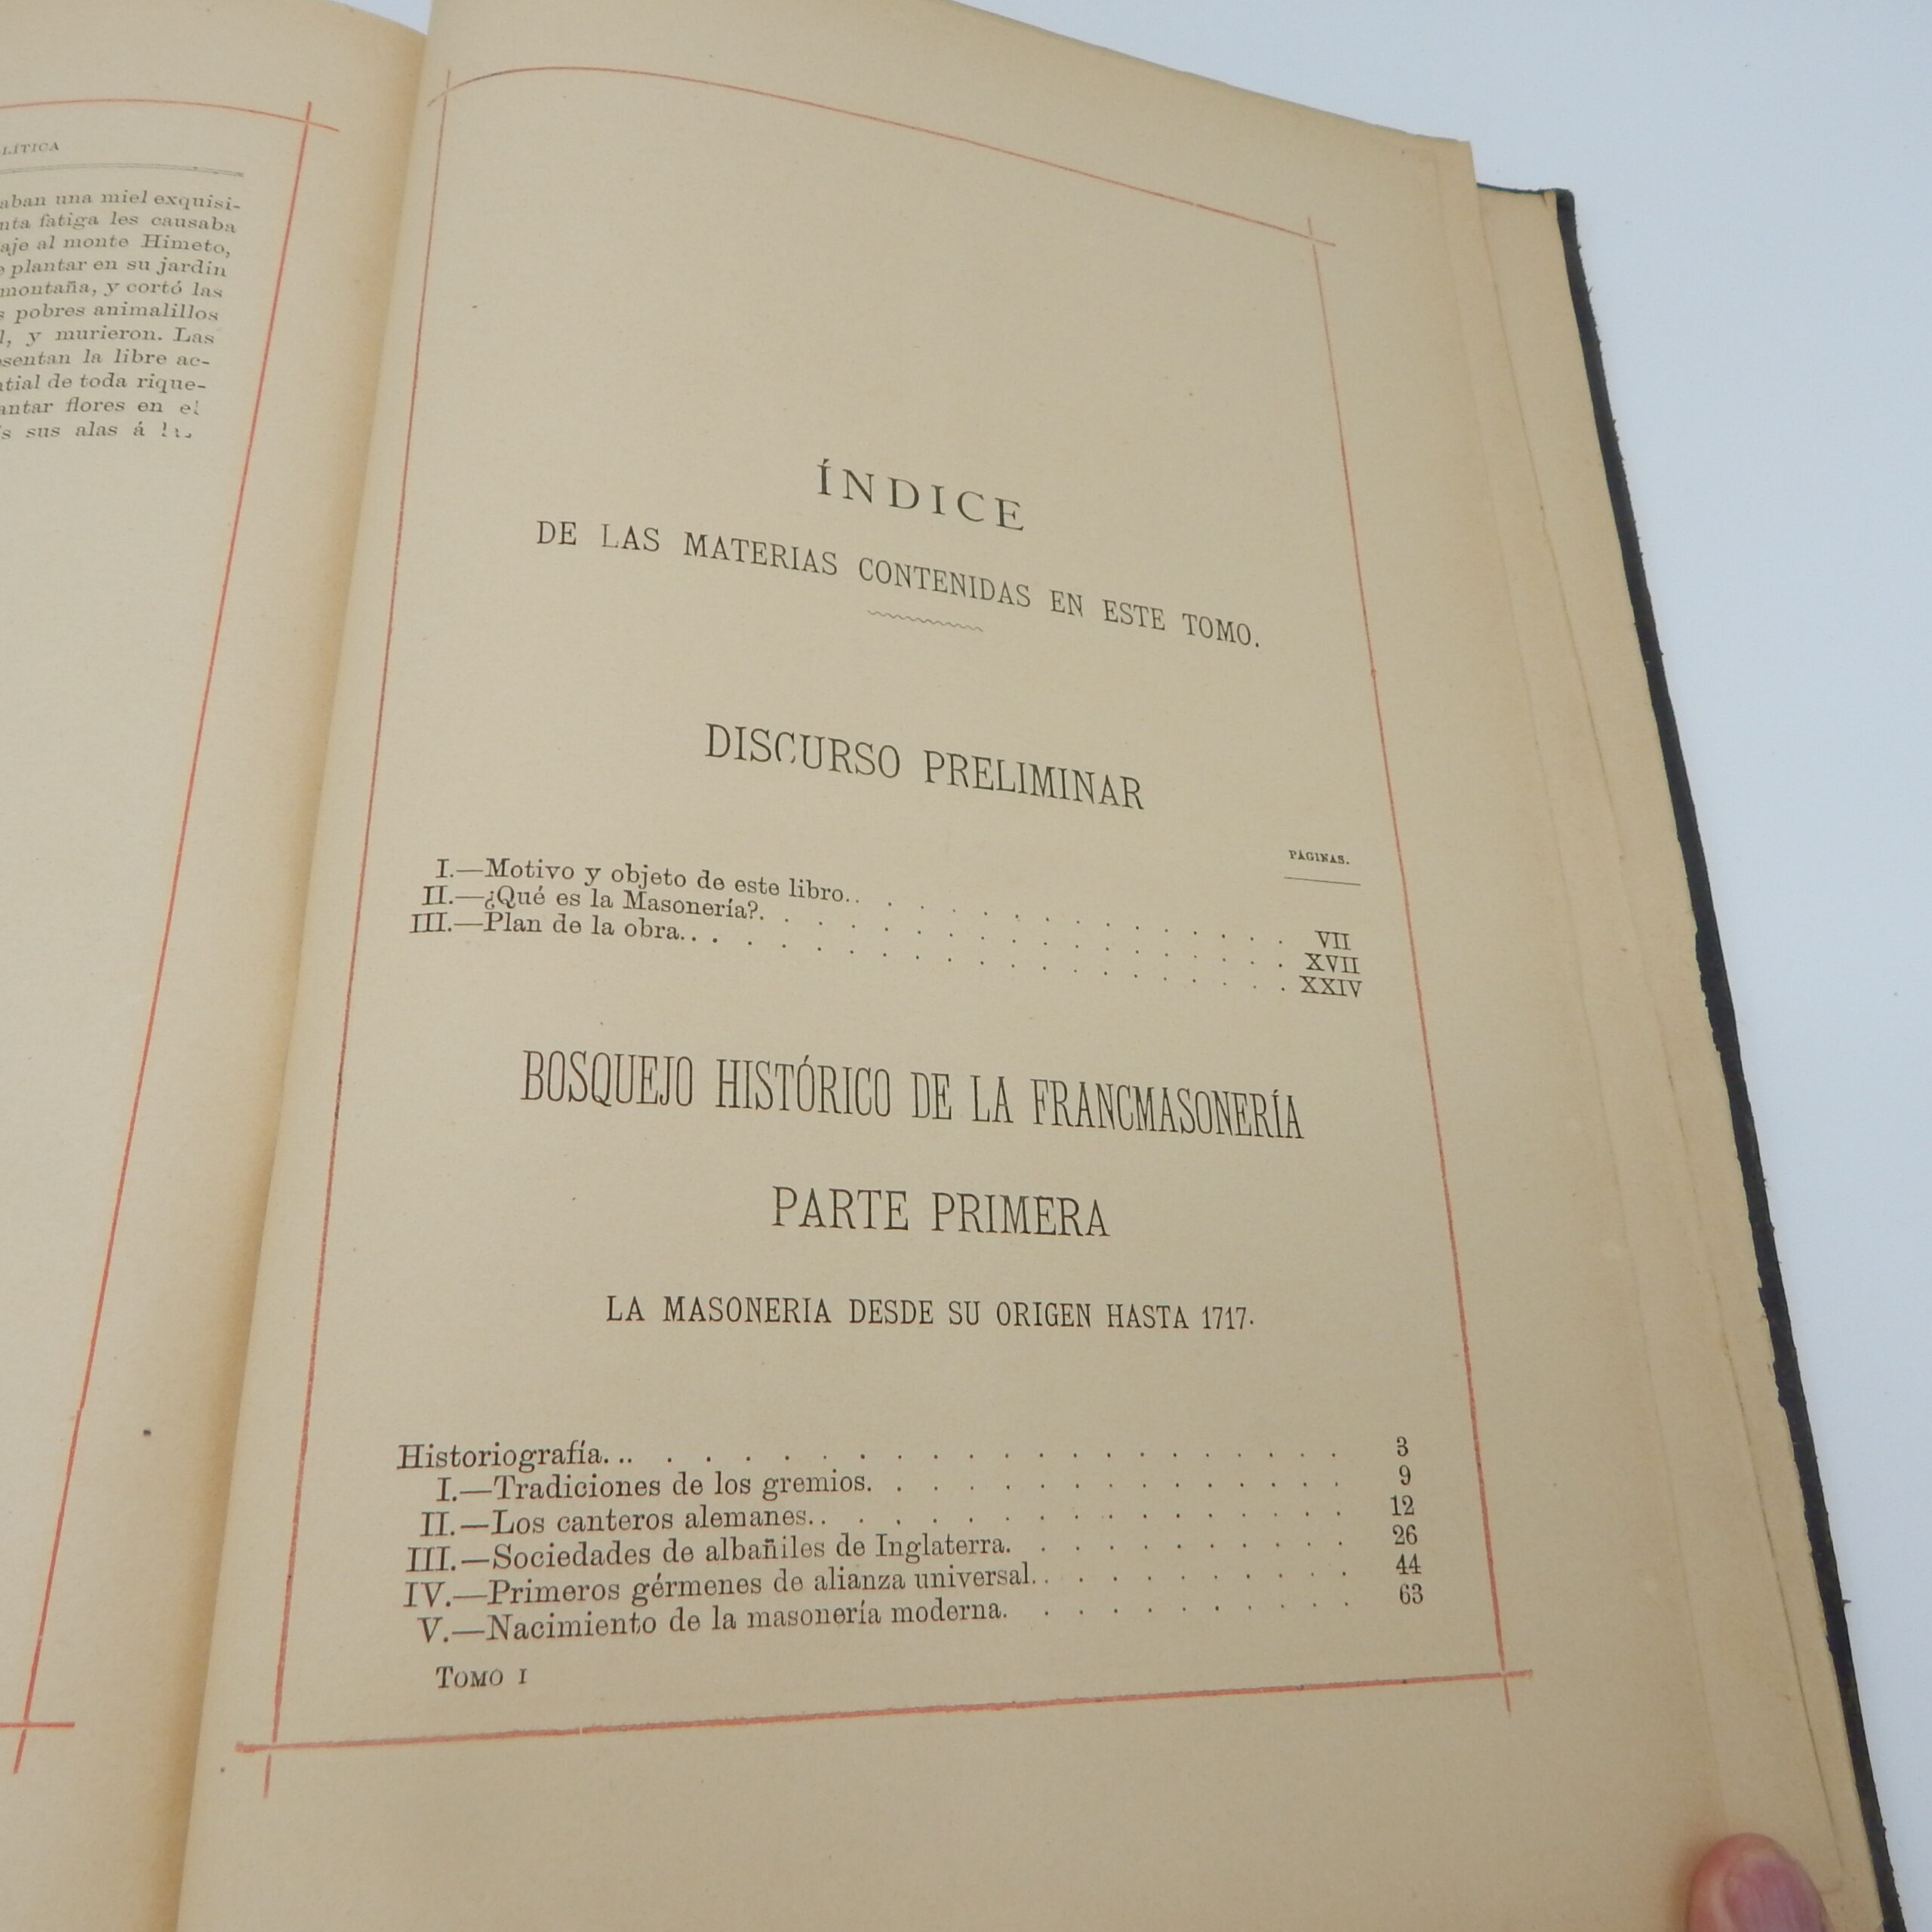 LÍTICA
aban una miel exquisi-
nta fatiga les causaba
aje al monte Himeto,
plantar en su jardin
montaña, y cortó las
s pobres animalillos
l, y murieron. Las
sentan la libre ac-
tial de toda rique-
antar flores en el
s sus alas á
ÍNDICE
DE LAS MATERIAS CONTENIDAS EN ESTE TOMO.
DISCURSO PRELIMINAR
PÁGINAS.
I.—Motivo y objeto de este libro. . . . . . . . . . . . . . VII
II.—¿Qué es la Masonería?. . . . . . . . . . . . . . . . XVII
III.—Plan de la obra. . . . . . . . . . . . . . . . . . . XXIV
BOSQUEJO HISTÓRICO DE LA FRANCMASONERÍA
PARTE PRIMERA
LA MASONERIA DESDE SU ORIGEN HASTA 1717.
Historiografía. . . . . . . . . . . . . . . . . . . . . 3
I.—Tradiciones de los gremios. . . . . . . . . . . . . . 9
II.—Los canteros alemanes. . . . . . . . . . . . . . . . 12
III.—Sociedades de albañiles de Inglaterra. . . . . . . . . . 26
IV.—Primeros gérmenes de alianza universal. . . . . . . . . . 44
V.—Nacimiento de la masonería moderna. . . . . . . . . . 63
TOMO I